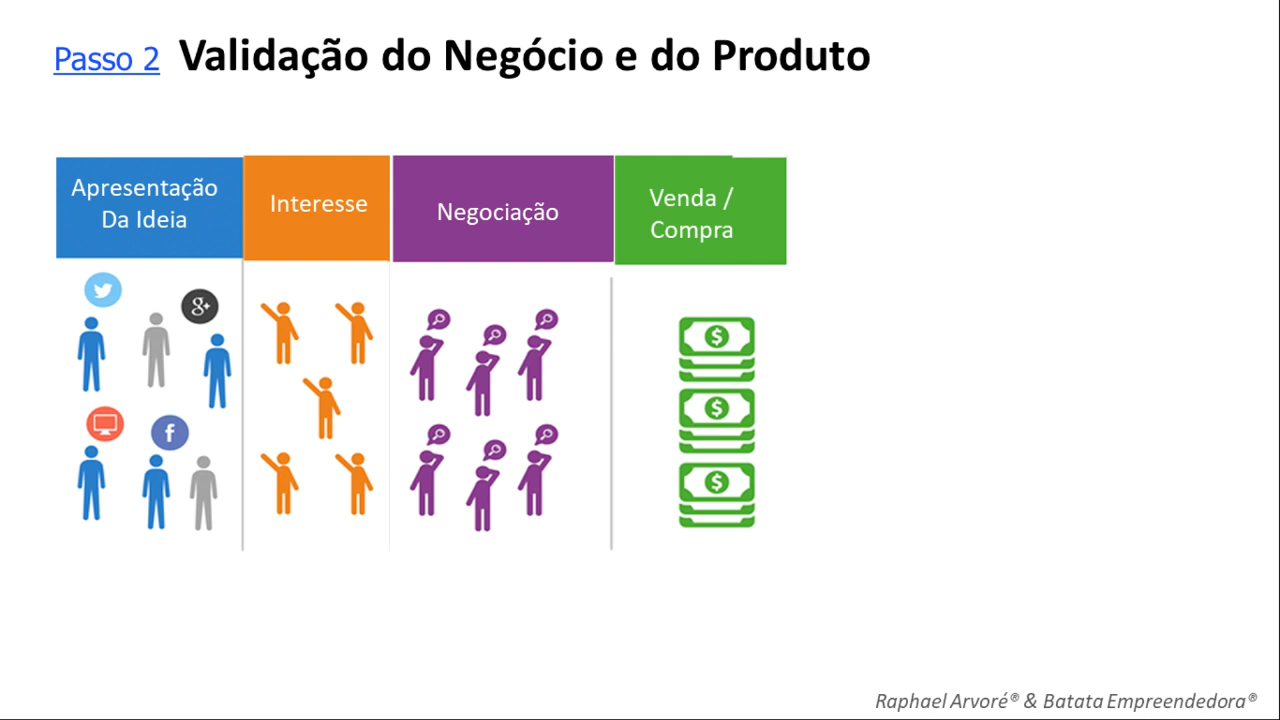 Passo 2 Validação do Negócio e do Produto
Apresentação
Da Ideia
Interesse
Negociação
Venda /
Compra
g+
f
$
$
$
Raphael Arvoré® & Batata Empreendedora®